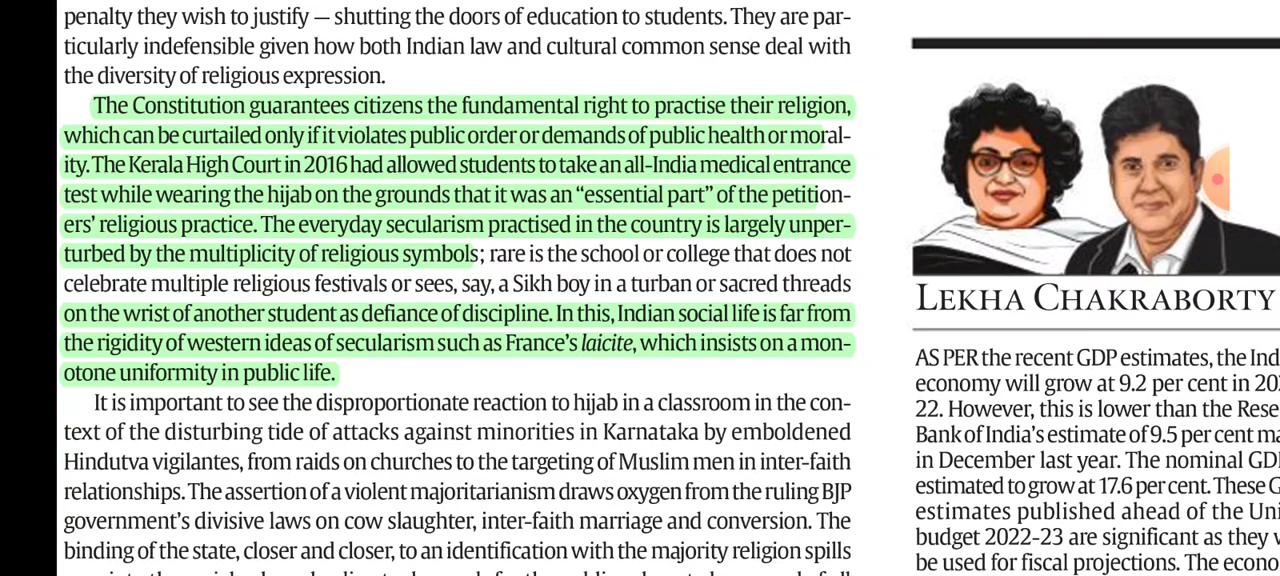 penalty they wish to justify — shutting the doors of education to students. They are par-
ticularly indefensible given how both Indian law and cultural common sense deal with
the diversity of religious expression.
The Constitution guarantees citizens the fundamental right to practise their religion,
which can be curtailed only if it violates public order or demands of public health or moral-
ity. The Kerala High Court in 2016 had allowed students to take an all-India medical entrance
test while wearing the hijab on the grounds that it was an “essential part” of the petition-
ers’ religious practice. The everyday secularism practised in the country is largely unper-
turbed by the multiplicity of religious symbols; rare is the school or college that does not
celebrate multiple religious festivals or sees, say, a Sikh boy in a turban or sacred threads
on the wrist of another student as defiance of discipline. In this, Indian social life is far from
the rigidity of western ideas of secularism such as France’s laicite, which insists on a mon-
otone uniformity in public life.
It is important to see the disproportionate reaction to hijab in a classroom in the con-
text of the disturbing tide of attacks against minorities in Karnataka by emboldened
Hindutva vigilantes, from raids on churches to the targeting of Muslim men in inter-faith
relationships. The assertion of a violent majoritarianism draws oxygen from the ruling BJP
government’s divisive laws on cow slaughter, inter-faith marriage and conversion. The
binding of the state, closer and closer, to an identification with the majority religion spills
LEKHA CHAKRABORTY
AS PER the recent GDP estimates, the Ind
economy will grow at 9.2 per cent in 20
22. However, this is lower than the Rese
Bank of India’s estimate of 9.5 per cent ma
in December last year. The nominal GD
estimated to grow at 17.6 per cent. These G
estimates published ahead of the Uni
budget 2022-23 are significant as they w
be used for fiscal projections. The econo